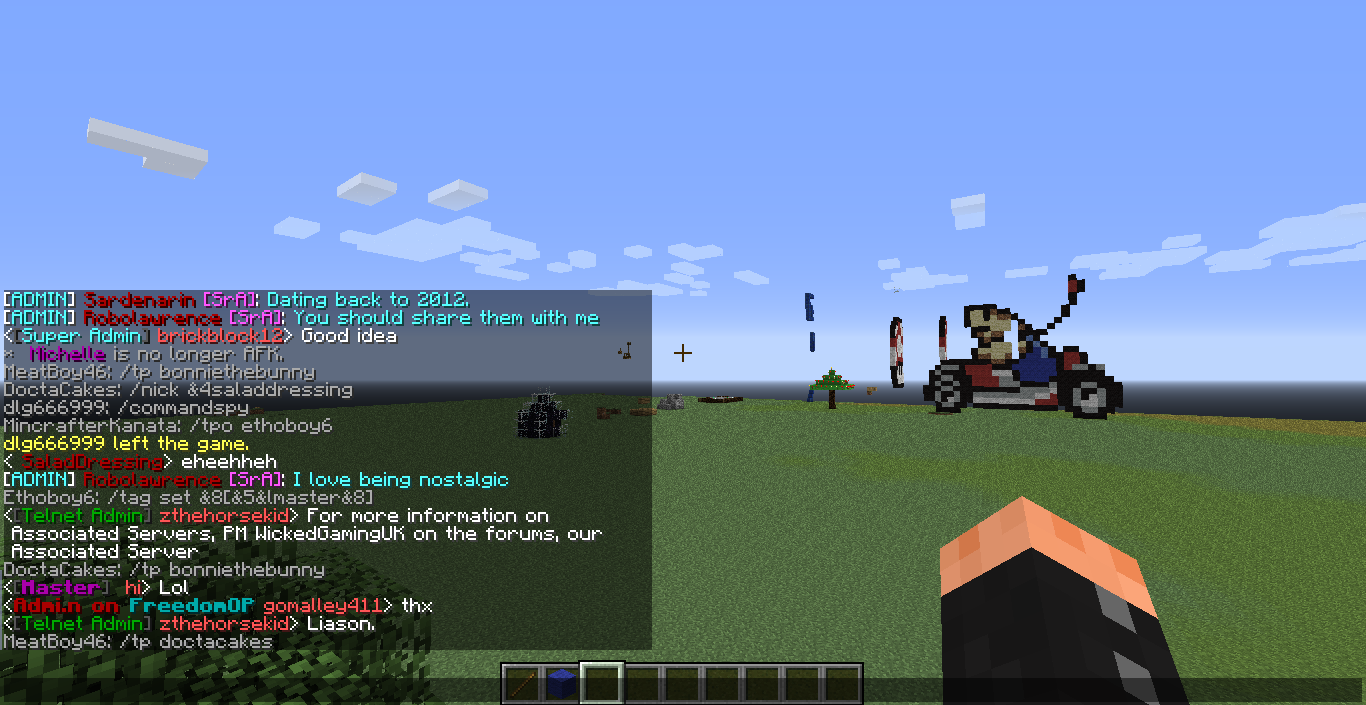 [ADMIN] Sardenarin [SrA]: Dating back to 2012.
[ADMIN] Robolaurence [SrA]: You should share them with me
<[Super Admin] brickblock12> Good idea
* Michelle is no longer AFK.
MeatBoy46: /tp bonniethebunny
DoctaCakes: /nick &4saladdressing
dlg666999: /commandspy
MincrafterKanata: /tpo ethoboy6
dlg666999 left the game.
< SaladDressing> eheehheh
[ADMIN] Robolaurence [SrA]: I love being nostalgic
Ethoboy6: /tag set &8[&5&lmaster&8]
<[Telnet Admin] zthehorsekid> For more information on
Associated Servers, PM WickedGamingUK on the forums, our
Associated Server
DoctaCakes: /tp bonniethebunny
<[Master] hi> Lol
<Admin on FreedomOP gomalley411> thx
<[Telnet Admin] zthehorsekid> Liason.
MeatBoy46: /tp doctacakes